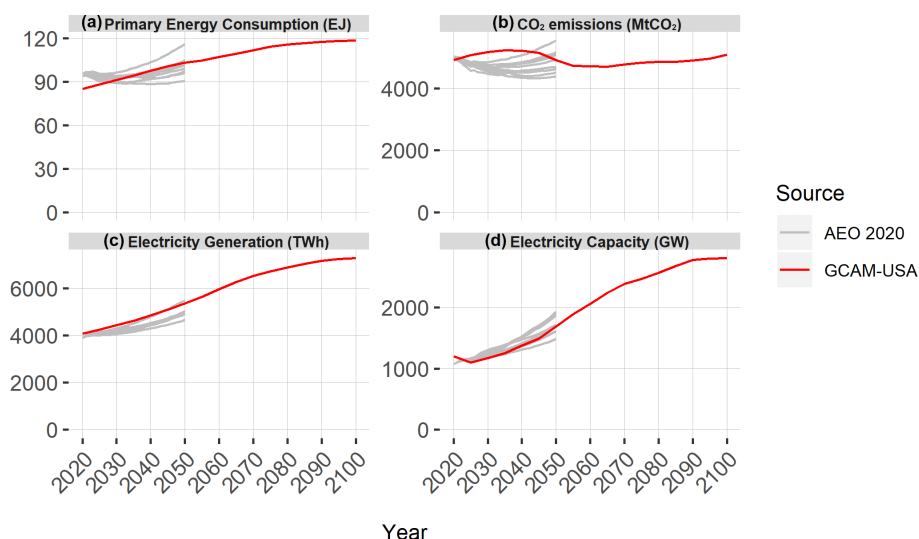 (a) Primary Energy Consumption (EJ)
(b) CO₂ emissions (MtCO₂)
120
90
60
30
0
4000
2000
0
(c) Electricity Generation (TWh)
(d) Electricity Capacity (GW)
6000
4000
2000
0
2000
1000
0
2020 2030 2040 2050 2060 2070 2080 2090 2100
2020 2030 2040 2050 2060 2070 2080 2090 2100
Year
Source
AEO 2020
GCAM-USA